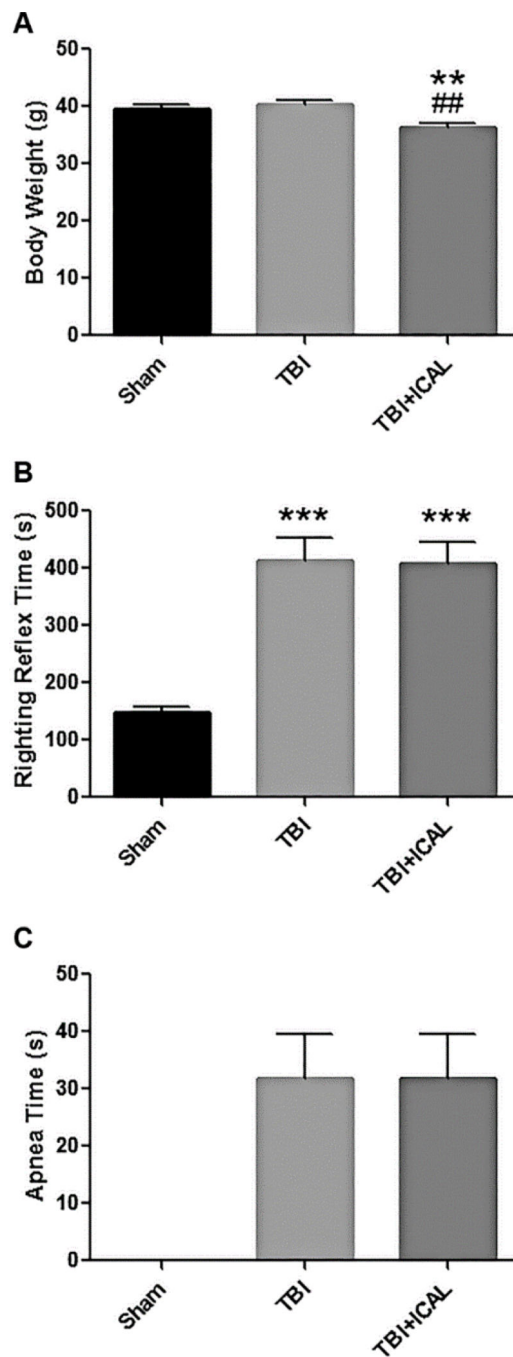 A
Body Weight (g)
50
40
30
20
10
0
**
##
Sham
TBI
TBI+ICAL
B
Righting Reflex Time (s)
500
400
300
200
100
0
***
***
Sham
TBI
TBI+ICAL
C
Apnea Time (s)
50
40
30
20
10
0
Sham
TBI
TBI+ICAL